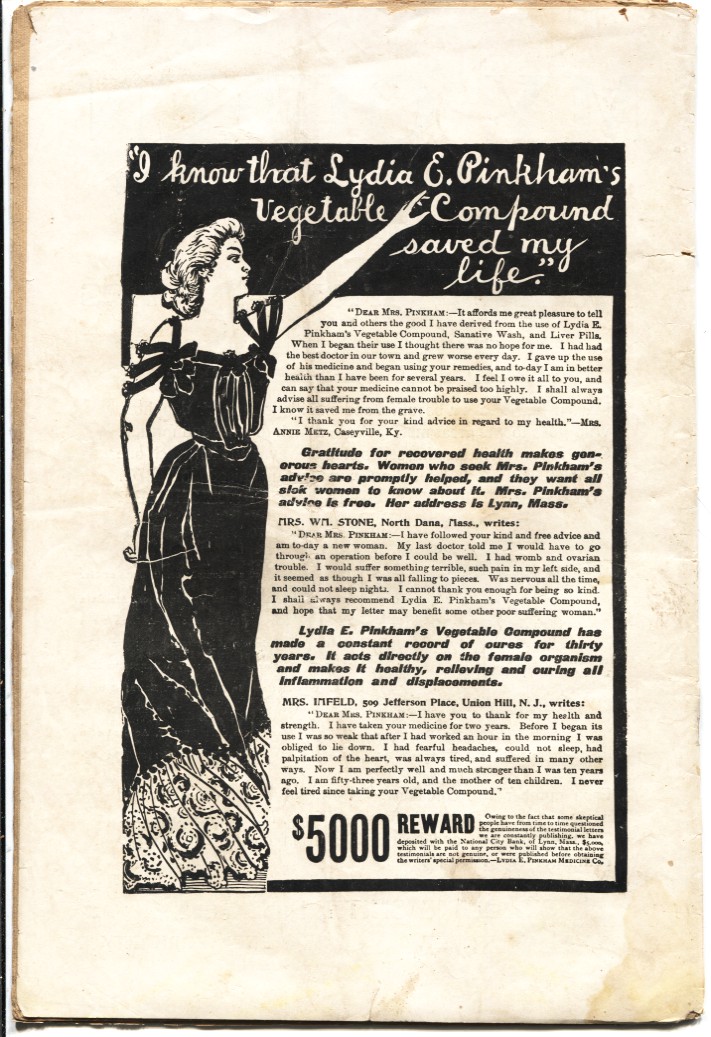 "I know that Lydia E. Pinkham's
Vegetable Compound
saved my
life."
"DEAR MRS. PINKHAM:—It affords me great pleasure to tell
you and others the good I have derived from the use of Lydia E.
Pinkham's Vegetable Compound, Sanative Wash, and Liver Pills.
When I began their use I thought there was no hope for me. I had had
the best doctor in our town and grew worse every day. I gave up the use
of his medicine and began using your remedies, and to-day I am in better
health than I have been for several years. I feel I owe it all to you, and
can say that your medicine cannot be praised too highly. I shall always
advise all suffering from female trouble to use your Vegetable Compound.
I know it saved me from the grave.
"I thank you for your kind advice in regard to my health."—MRS.
ANNIE METZ, Caseyville, Ky.
Gratitude for recovered health makes gen-
erous hearts. Women who seek Mrs. Pinkham's
advice are promptly helped, and they want all
sick women to know about it. Mrs. Pinkham's
advice is free. Her address is Lynn, Mass.
MRS. WM. STONE, North Dana, Mass., writes:
"DEAR MRS. PINKHAM:—I have followed your kind and free advice and
am to-day a new woman. My last doctor told me I would have to go
through an operation before I could be well. I had womb and ovarian
trouble. I would suffer something terrible, such pain in my left side, and
it seemed as though I was all falling to pieces. Was nervous all the time,
and could not sleep nights. I cannot thank you enough for being so kind.
I shall always recommend Lydia E. Pinkham's Vegetable Compound,
and hope that my letter may benefit some other poor suffering woman."
Lydia E. Pinkham's Vegetable Compound has
made a constant record of cures for thirty
years. It acts directly on the female organism
and makes it healthy, relieving and curing all
inflammation and displacements.
MRS. IMFELD, 509 Jefferson Place, Union Hill, N. J., writes:
"DEAR MRS. PINKHAM:—I have you to thank for my health and
strength. I have taken your medicine for two years. Before I began its
use I was so weak that after I had worked an hour in the morning I was
obliged to lie down. I had fearful headaches, could not sleep, had
palpitation of the heart, was always tired, and suffered in many other
ways. Now I am perfectly well and much stronger than I was ten years
ago. I am fifty-three years old, and the mother of ten children. I never
feel tired since taking your Vegetable Compound."
$5000 REWARD
Owing to the fact that some skeptical
people have from time to time questioned
the genuineness of the testimonial letters
we are constantly publishing, we have
deposited with the National City Bank, of Lynn, Mass., $5,000,
which will be paid to any person who will show that the above
testimonials are not genuine, or were published before obtaining
the writers' special permission.—LYDIA E. PINKHAM MEDICINE CO.